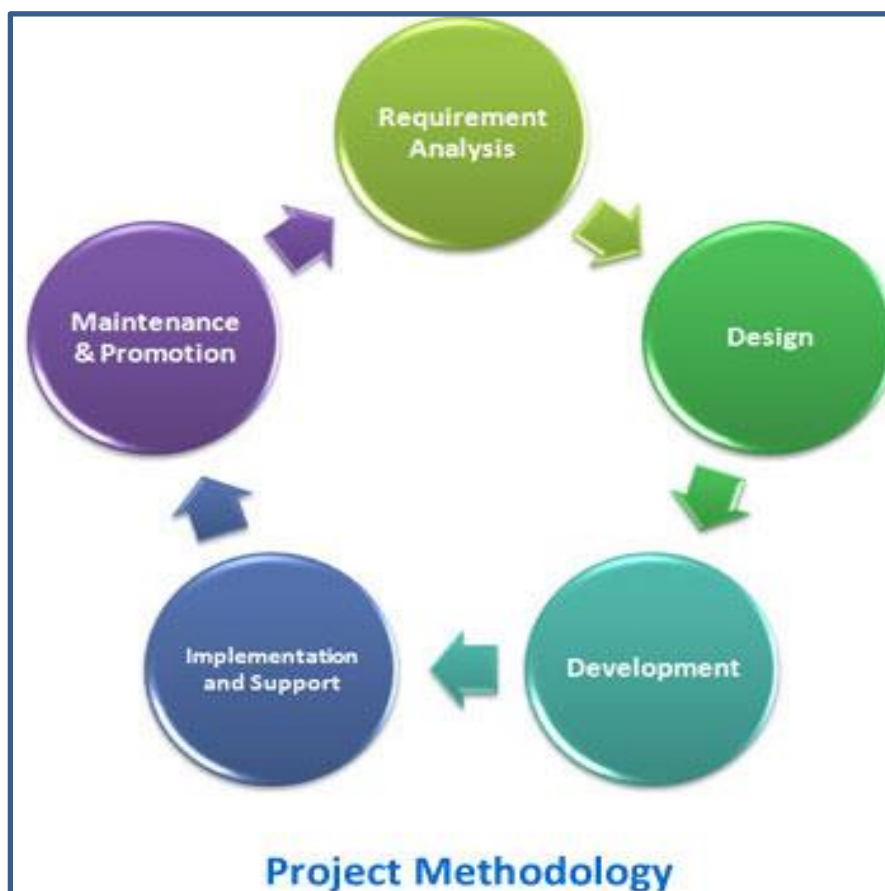 Requirement
Analysis
Design
Development
Implementation
and Support
Maintenance
& Promotion
Project Methodology